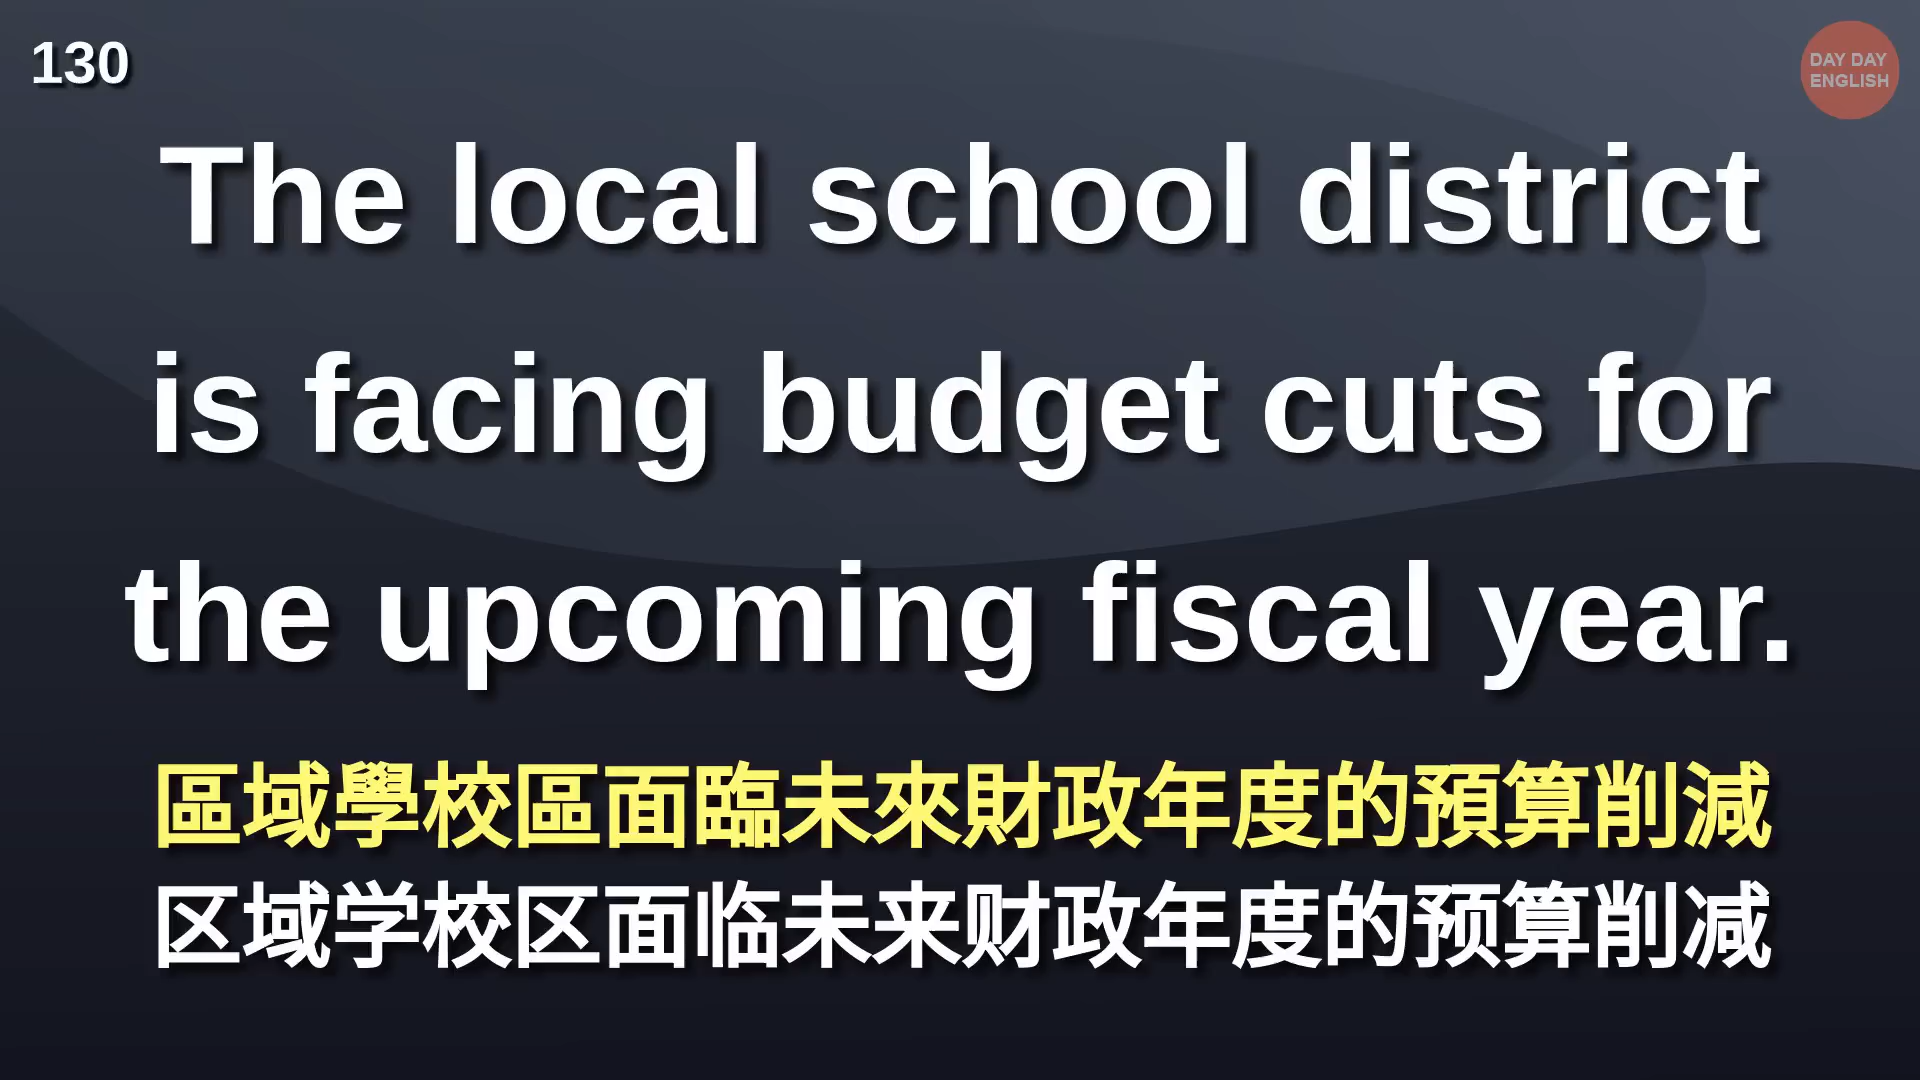 130
DAY DAY
ENGLISH
The local school district
is facing budget cuts for
the upcoming fiscal year.
區域學校區面臨未來財政年度的預算削減
区域学校区面临未来财政年度的预算削减